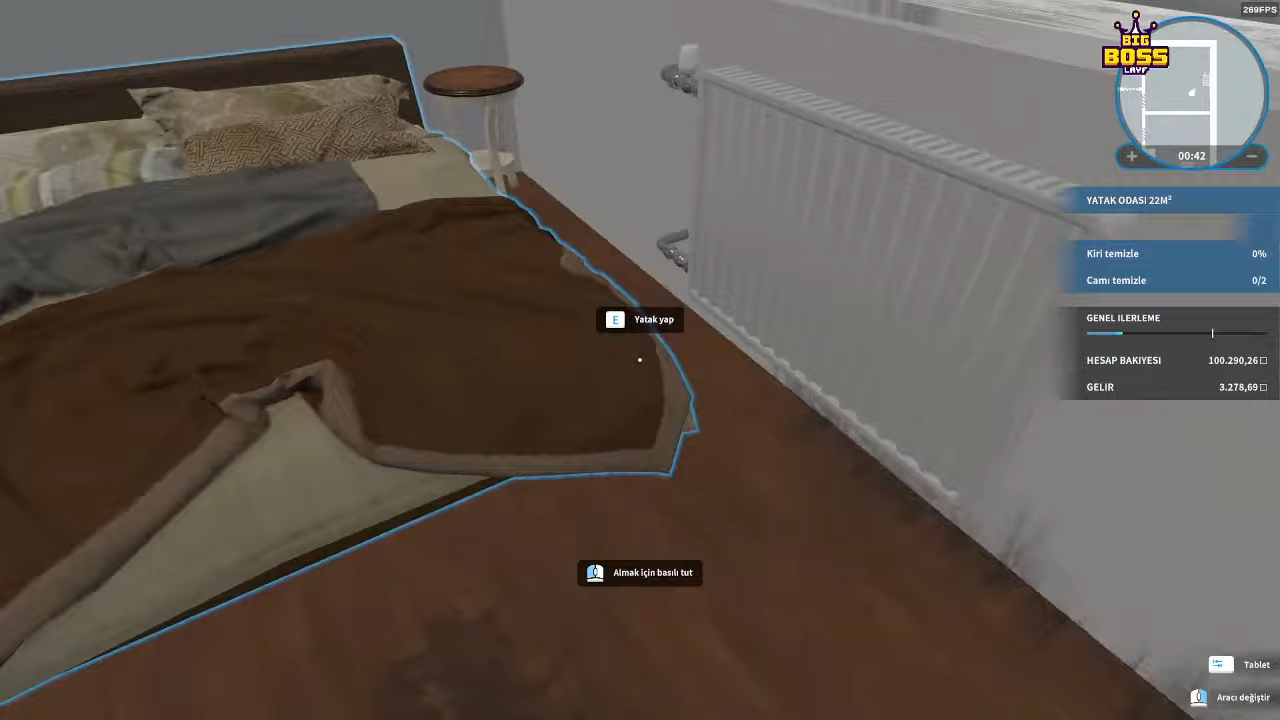 269FPS
BIG
BOSS
LAYF
00:42
YATAK ODASI 22M²
Kiri temizle 0%
Camı temizle 0/2
GENEL ILERLEME
HESAP BAKIYESI 100.290,26
GELIR 3.278,69
E Yatak yap
Almak için basılı tut
Tablet
Aracı değiştir